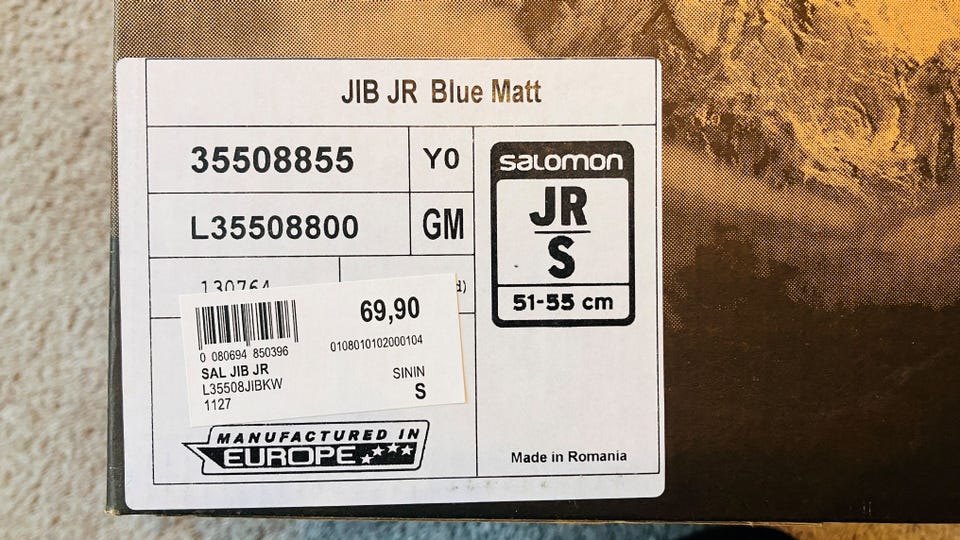 JIB JR Blue Matt
35508855 Y0
L35508800 GM
salomon
JR
S
51-55 cm
130764
69,90
0 080694 850396
0108010102000104
SAL JIB JR
L35508JIBKW
1127
SININ
S
MANUFACTURED IN
EUROPE
Made in Romania